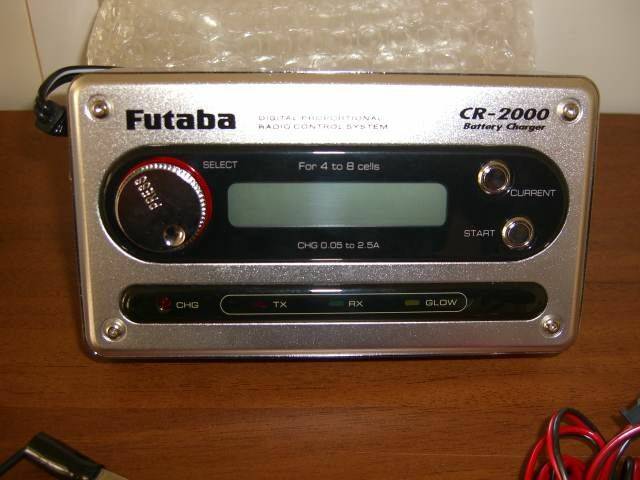 Futaba
DIGITAL PROPORTIONAL
RADIO CONTROL SYSTEM
CR-2000
Battery Charger
SELECT
PRESS
For 4 to 8 cells
CHG 0.05 to 2.5A
CURRENT
START
CHG
TX
RX
GLOW